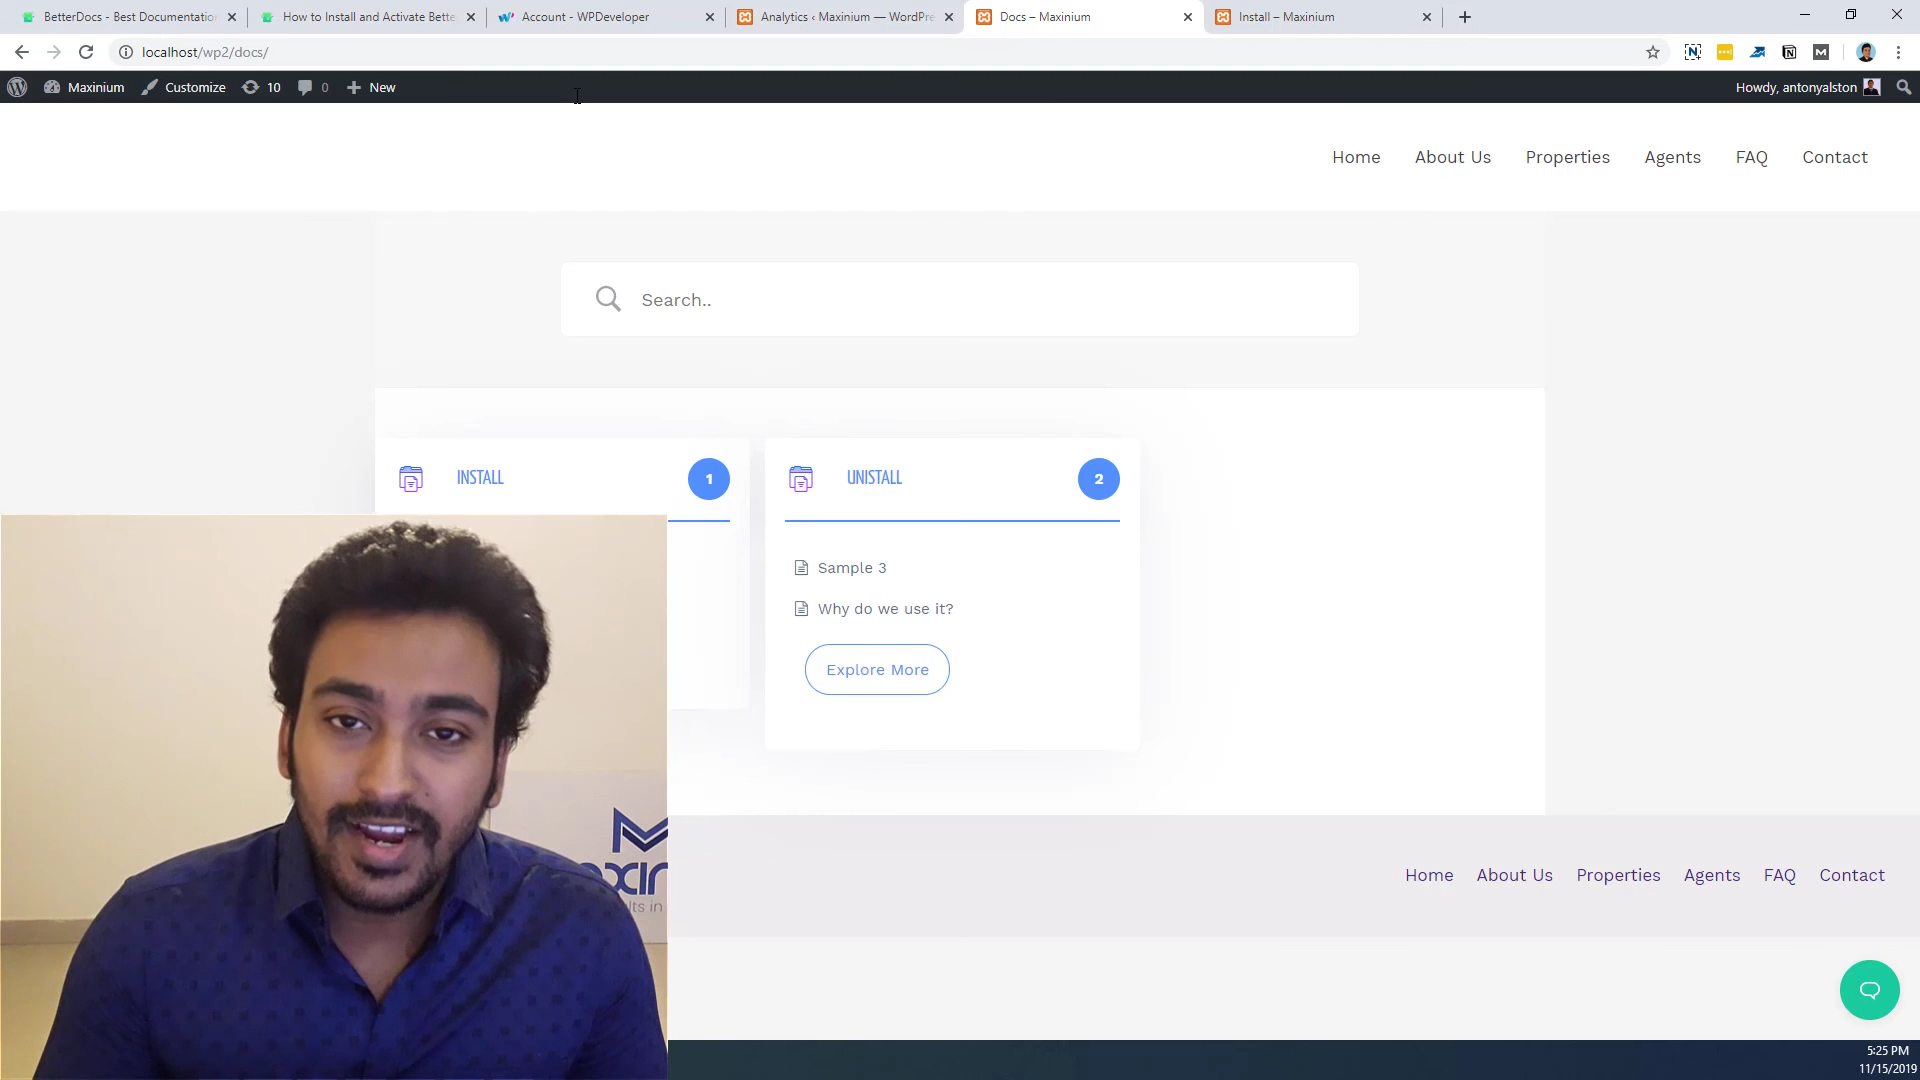 BetterDocs - Best Documentation
How to Install and Activate Bette
Account - WPDeveloper
Analytics ‹ Maxinium — WordPre
Docs – Maxinium
Install – Maxinium
localhost/wp2/docs/
Maxinium
Customize
10
0
New
Howdy, antonyalston
Home
About Us
Properties
Agents
FAQ
Contact
Search..
INSTALL
1
UNISTALL
2
Sample 3
Why do we use it?
Explore More
Home
About Us
Properties
Agents
FAQ
Contact
5:25 PM
11/15/2019